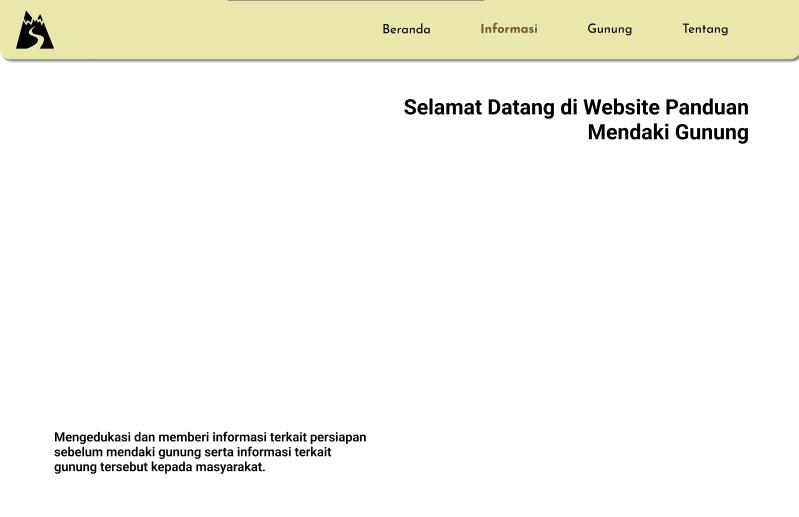 Beranda Informasi Gunung Tentang
Selamat Datang di Website Panduan
Mendaki Gunung
Mengedukasi dan memberi informasi terkait persiapan
sebelum mendaki gunung serta informasi terkait
gunung tersebut kepada masyarakat.